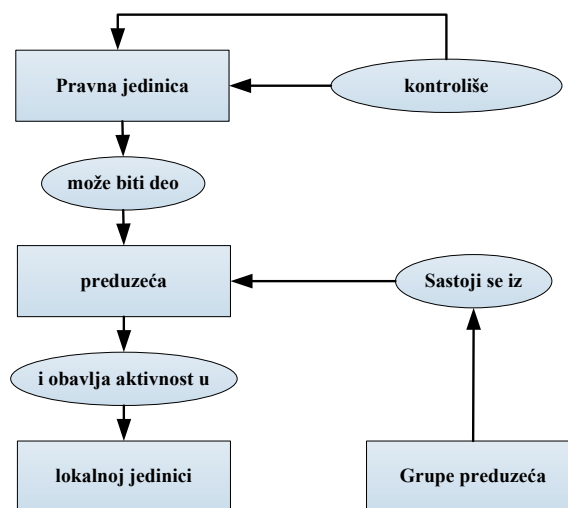 Pravna jedinica
kontroliše
može biti deo
preduzeća
Sastoji se iz
i obavlja aktivnost u
lokalnoj jedinici
Grupe preduzeća